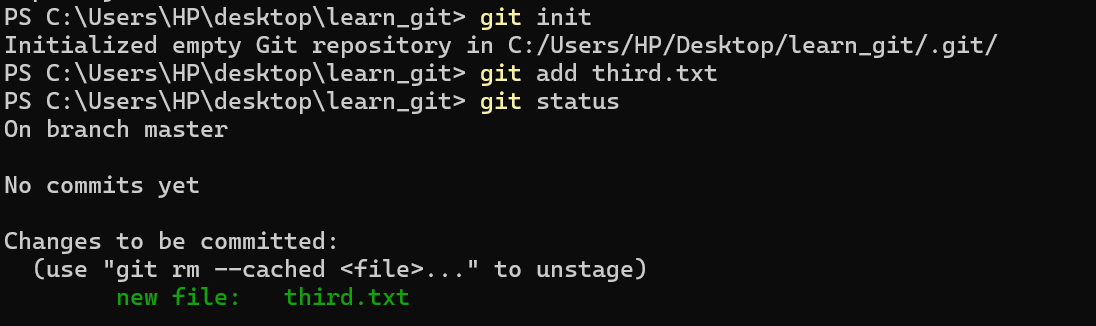 PS C:\Users\HP\desktop\learn_git> git init
Initialized empty Git repository in C:/Users/HP/Desktop/learn_git/.git/
PS C:\Users\HP\desktop\learn_git> git add third.txt
PS C:\Users\HP\desktop\learn_git> git status
On branch master

No commits yet

Changes to be committed:
  (use "git rm --cached <file>..." to unstage)
        new file:   third.txt